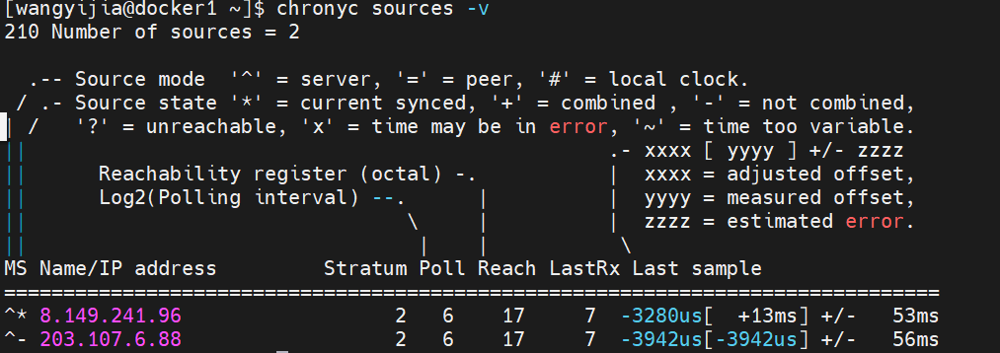 [wangyijia@docker1 ~]$ chronyc sources -v
210 Number of sources = 2

  .-- Source mode  '^' = server, '=' = peer, '#' = local clock.
 / .- Source state '*' = current synced, '+' = combined , '-' = not combined,
| /   '?' = unreachable, 'x' = time may be in error, '~' = time too variable.
||                                                 .- xxxx [ yyyy ] +/- zzzz
||      Reachability register (octal) -.           |  xxxx = adjusted offset,
||      Log2(Polling interval) --.      |          |  yyyy = measured offset,
||                                \     |          |  zzzz = estimated error.
||                                 |    |           \
MS Name/IP address         Stratum Poll Reach LastRx Last sample
===============================================================================
^* 8.149.241.96                  2   6    17     7  -3280us[  +13ms] +/-   53ms
^- 203.107.6.88                  2   6    17     7  -3942us[-3942us] +/-   56ms